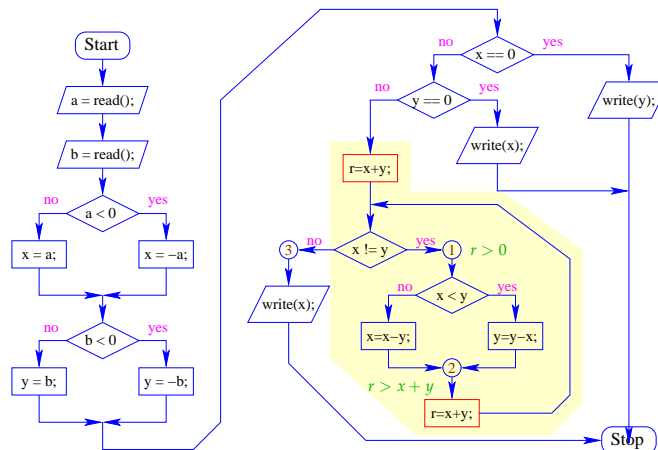 Start
a = read();
b = read();
no
a < 0
yes
x = a;
x = −a;
no
b < 0
yes
y = b;
y = −b;
no
x == 0
yes
no
y == 0
yes
write(y);
write(x);
r=x+y;
3
no
x != y
yes
1
r > 0
write(x);
no
x < y
yes
x=x−y;
y=y−x;
2
r > x + y
r=x+y;
Stop